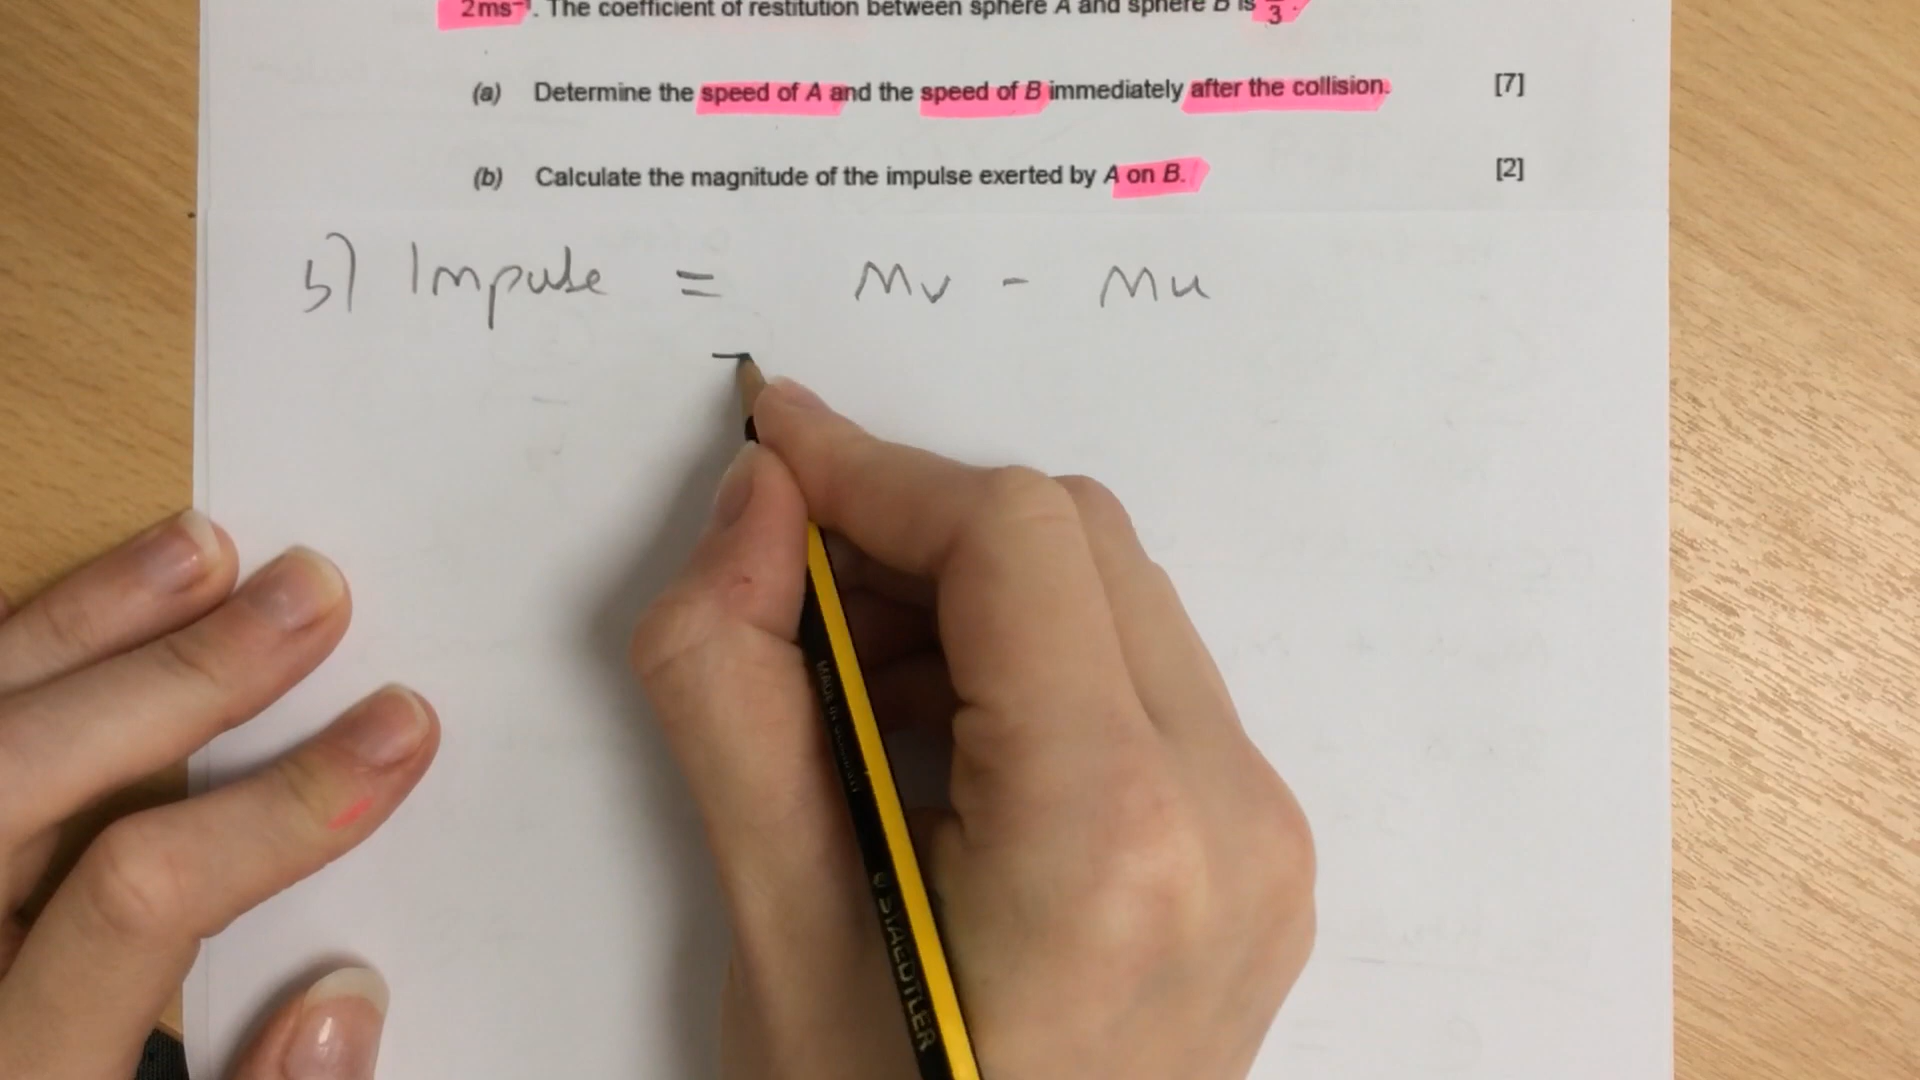 2ms⁻¹. The coefficient of restitution between sphere A and sphere B is 3.
(a) Determine the speed of A and the speed of B immediately after the collision. [7]
(b) Calculate the magnitude of the impulse exerted by A on B. [2]
b) Impulse = mv - mu
STAEDTLER